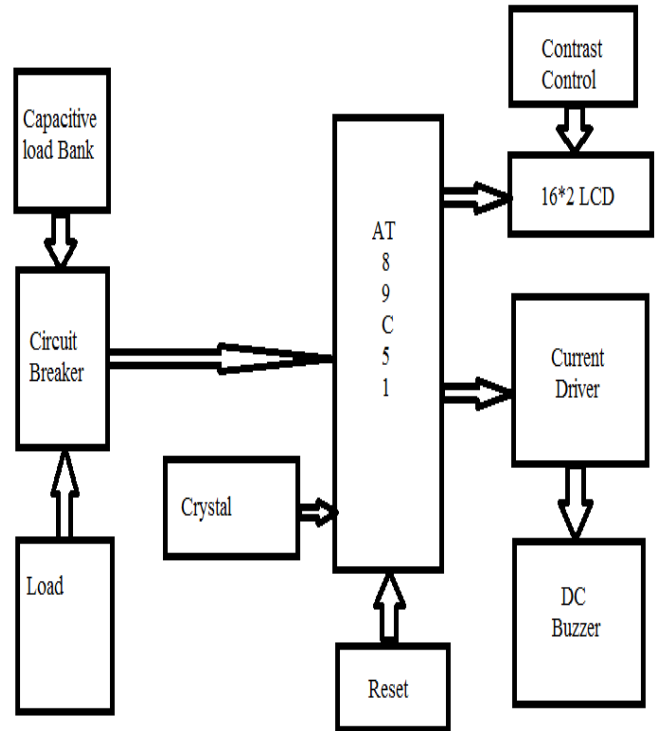 Contrast
Control
Capacitive
load Bank
16*2 LCD
AT
8
9
C
5
1
Circuit
Breaker
Current
Driver
Crystal
Load
DC
Buzzer
Reset